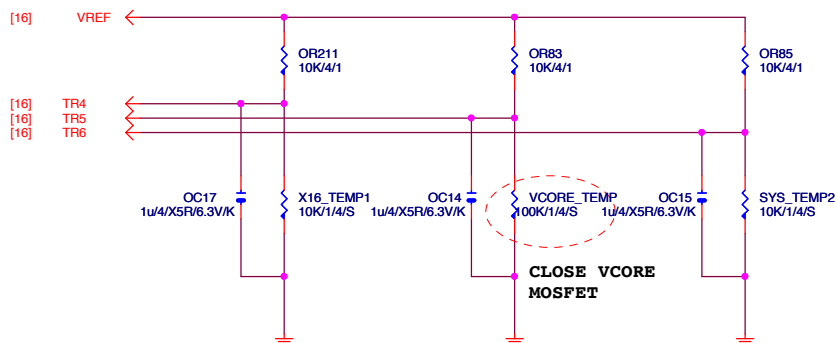 [16] VREF
OR211
10K/4/1
OR83
10K/4/1
OR85
10K/4/1
[16] TR4
[16] TR5
[16] TR6
OC17
1u/4/X5R/6.3V/K
X16_TEMP1
10K/1/4/S
OC14
1u/4/X5R/6.3V/K
VCORE_TEMP
100K/1/4/S
OC15
1u/4/X5R/6.3V/K
SYS_TEMP2
10K/1/4/S
CLOSE VCORE
MOSFET